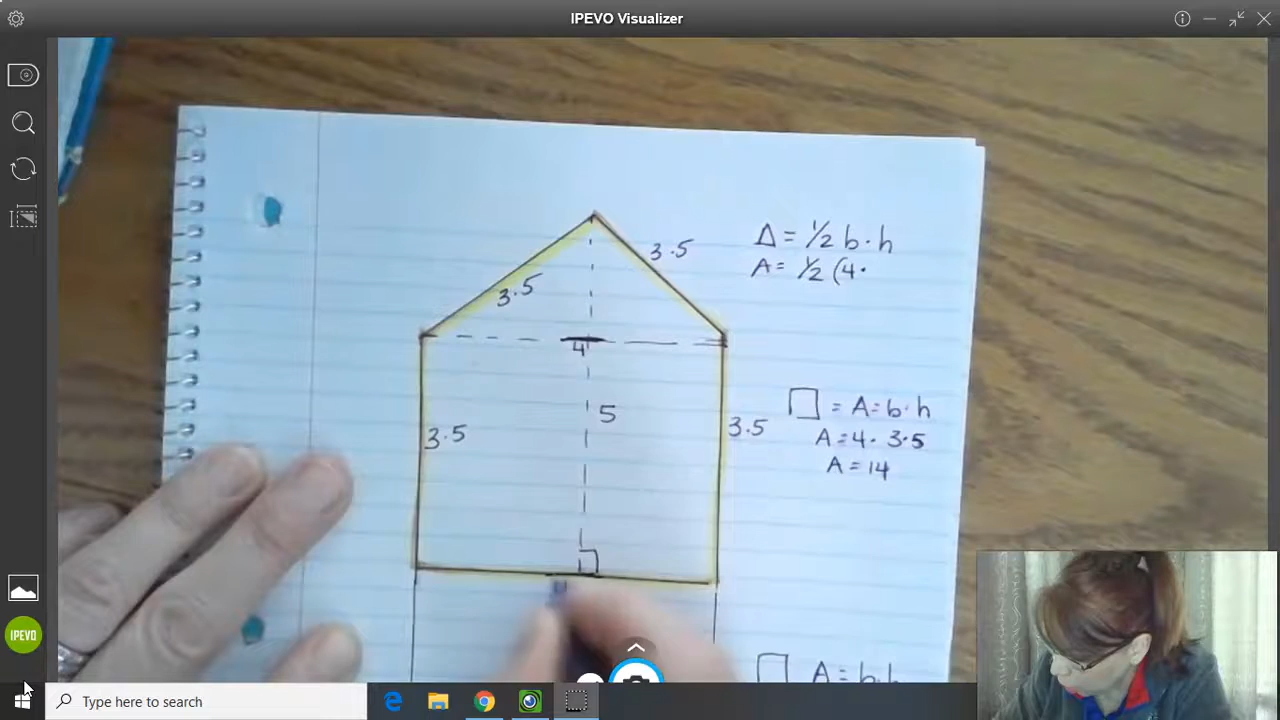 IPEVO Visualizer
3.5
Δ = 1/2 b · h
A = 1/2 (4 ·
3.5
4
5
□ = A = b · h
3.5
3.5
A = 4 · 3.5
A = 14
□ A = b · h
IPEVO
Type here to search